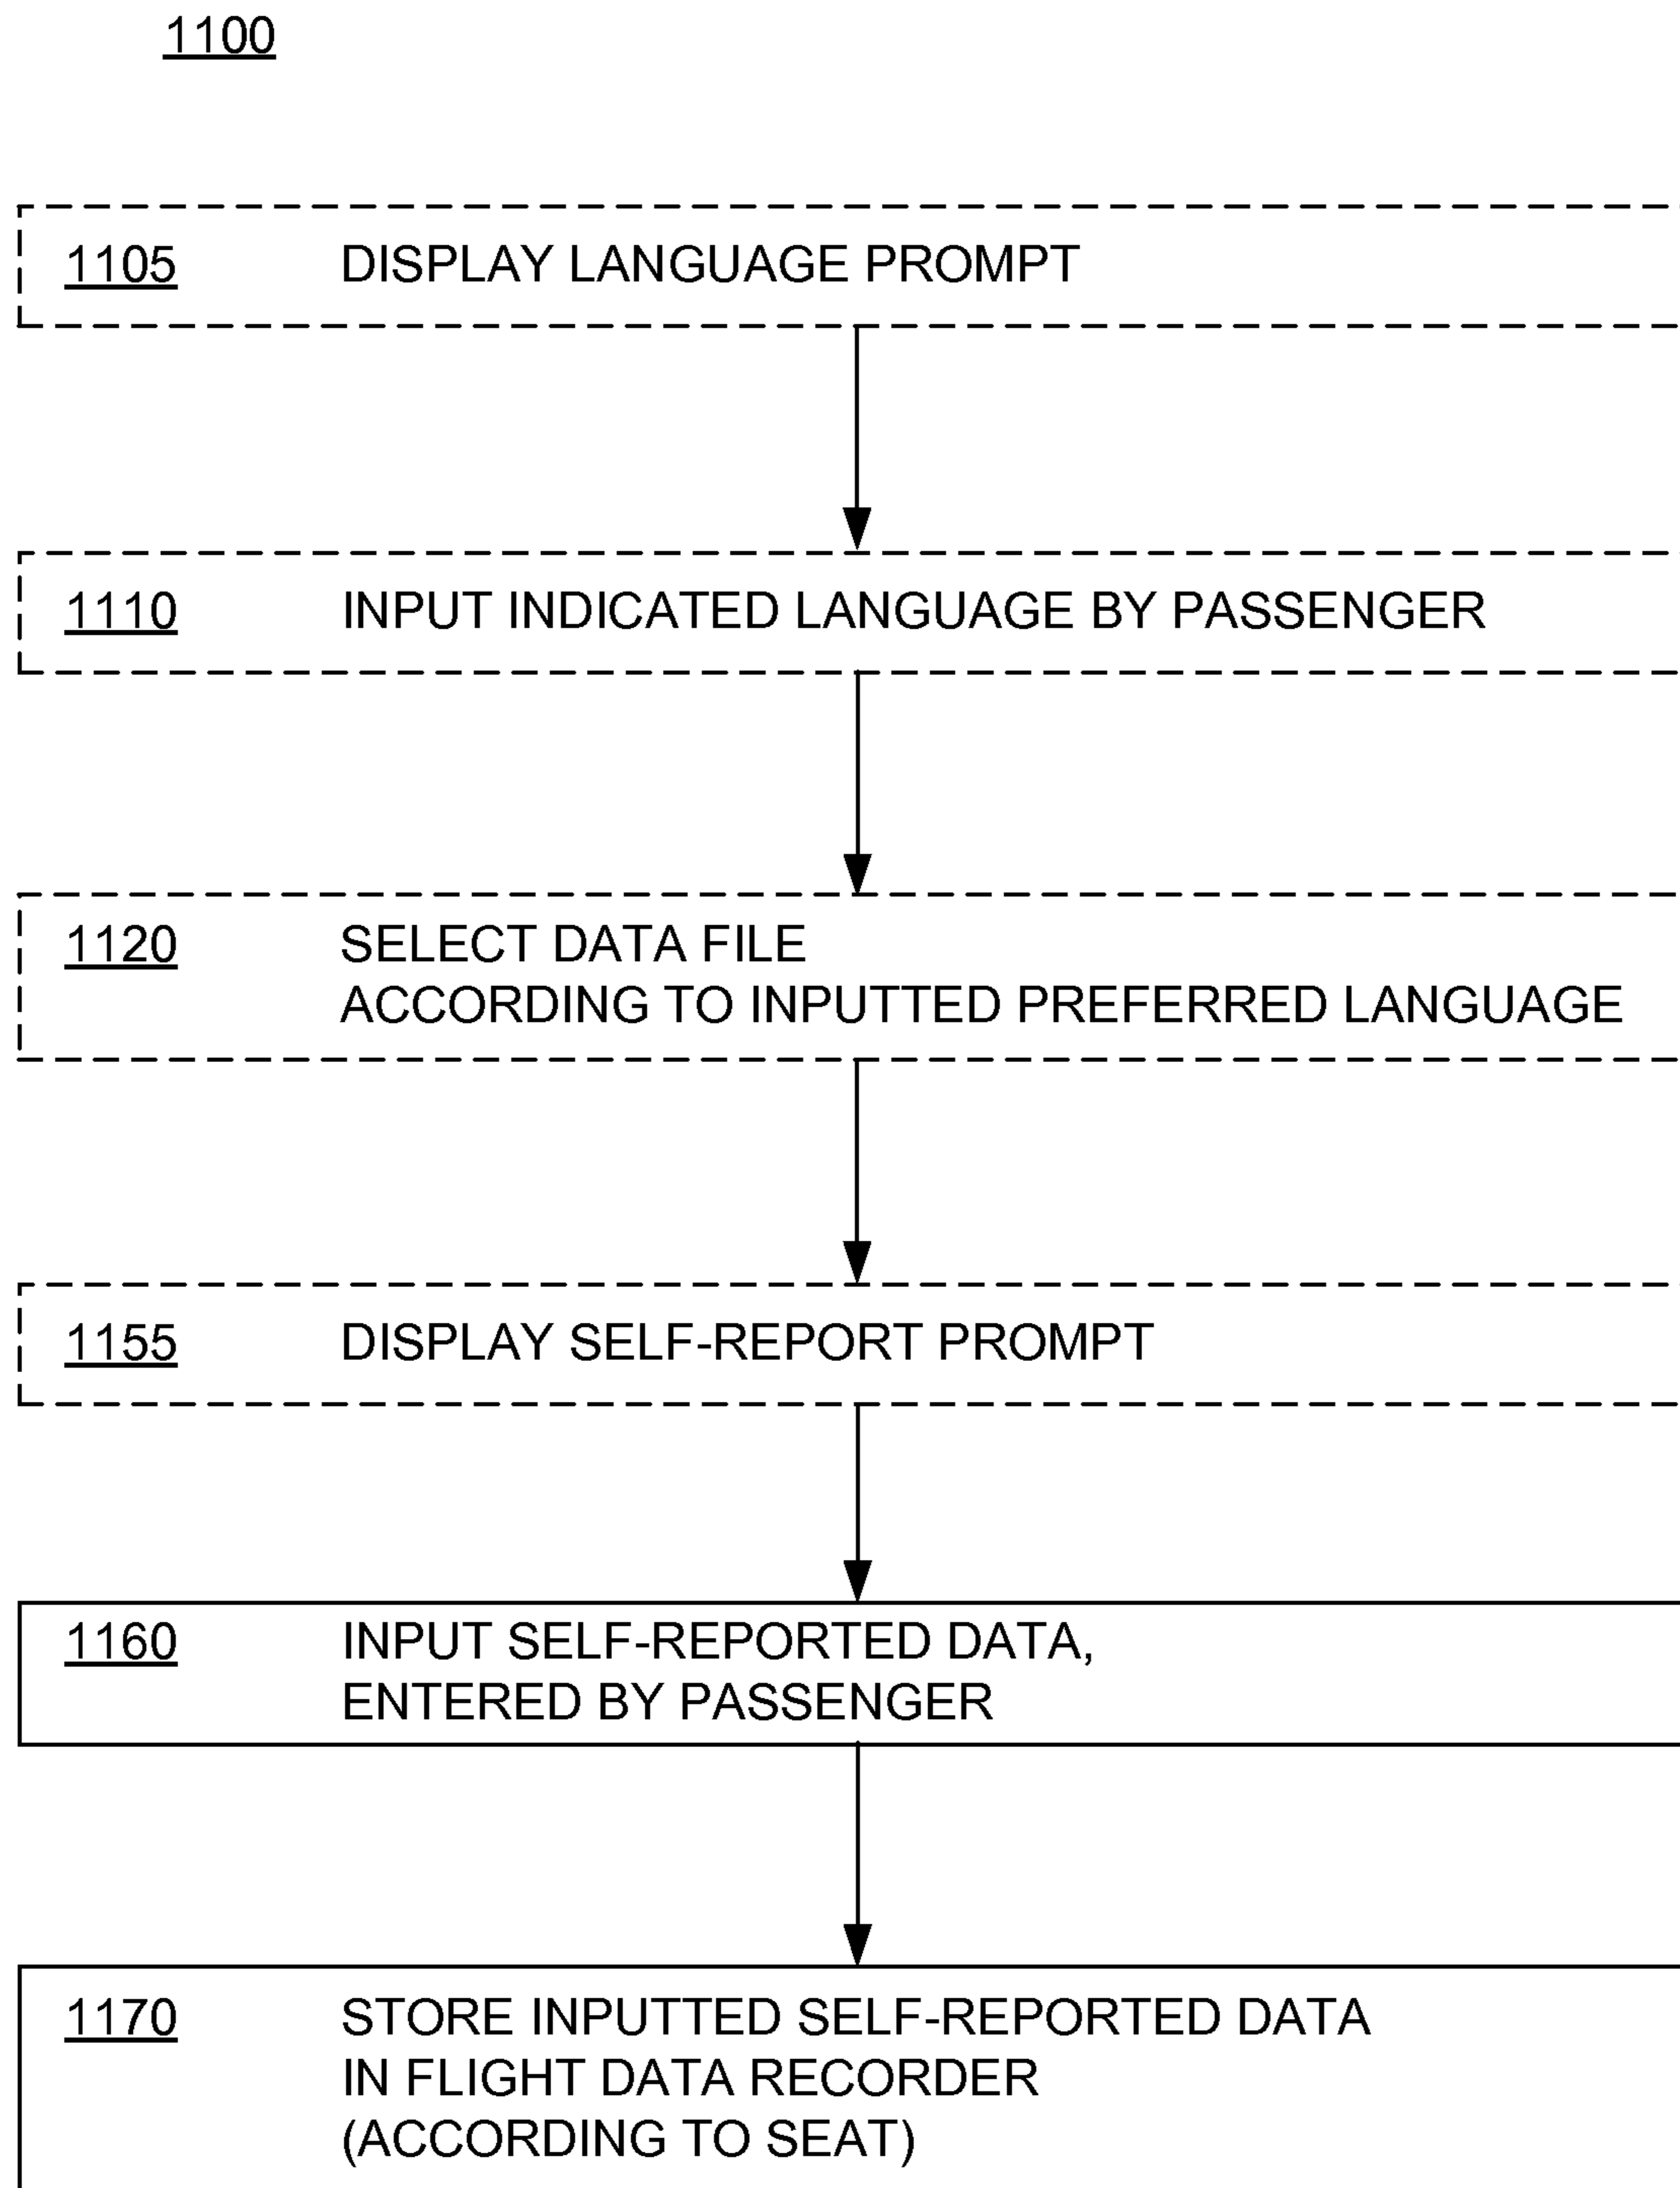 1100
1105 DISPLAY LANGUAGE PROMPT
1110 INPUT INDICATED LANGUAGE BY PASSENGER
1120 SELECT DATA FILE
ACCORDING TO INPUTTED PREFERRED LANGUAGE
1155 DISPLAY SELF-REPORT PROMPT
1160 INPUT SELF-REPORTED DATA,
ENTERED BY PASSENGER
1170 STORE INPUTTED SELF-REPORTED DATA
IN FLIGHT DATA RECORDER
(ACCORDING TO SEAT)